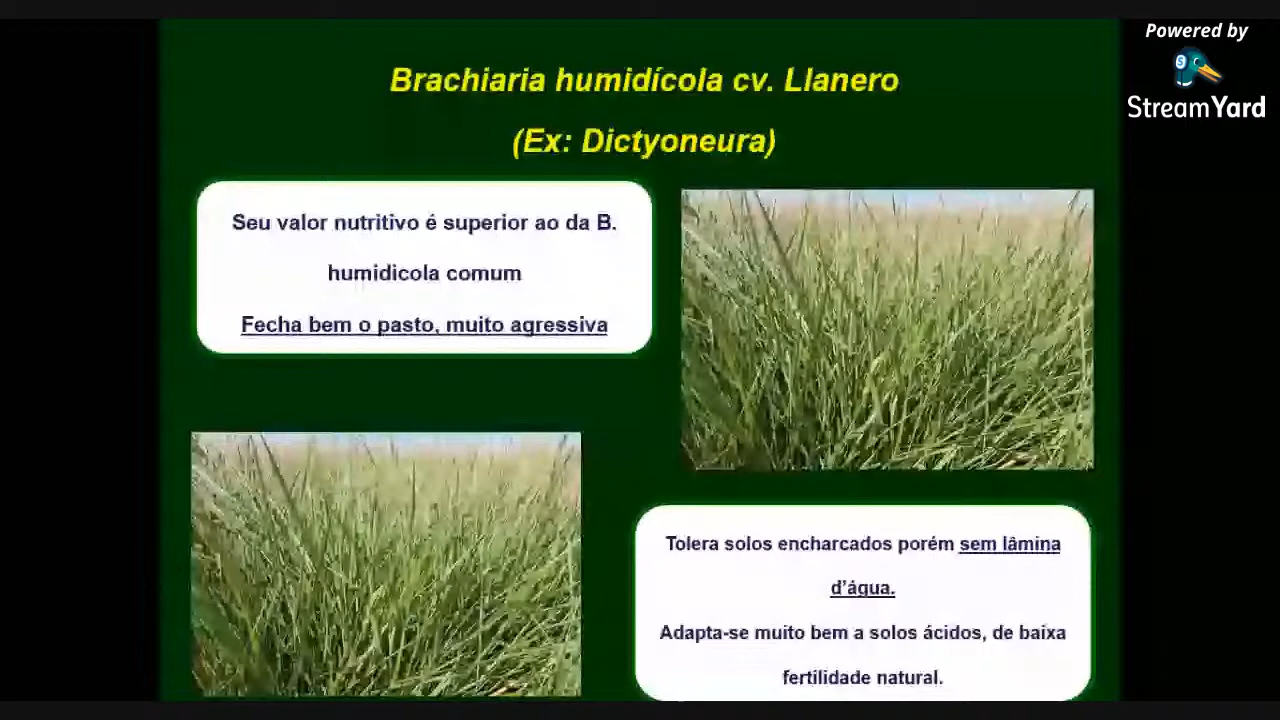 Powered by
StreamYard
Brachiaria humidícola cv. Llanero
(Ex: Dictyoneura)
Seu valor nutritivo é superior ao da B.
humidicola comum
Fecha bem o pasto, muito agressiva
Tolera solos encharcados porém sem lâmina
d'água.
Adapta-se muito bem a solos ácidos, de baixa
fertilidade natural.